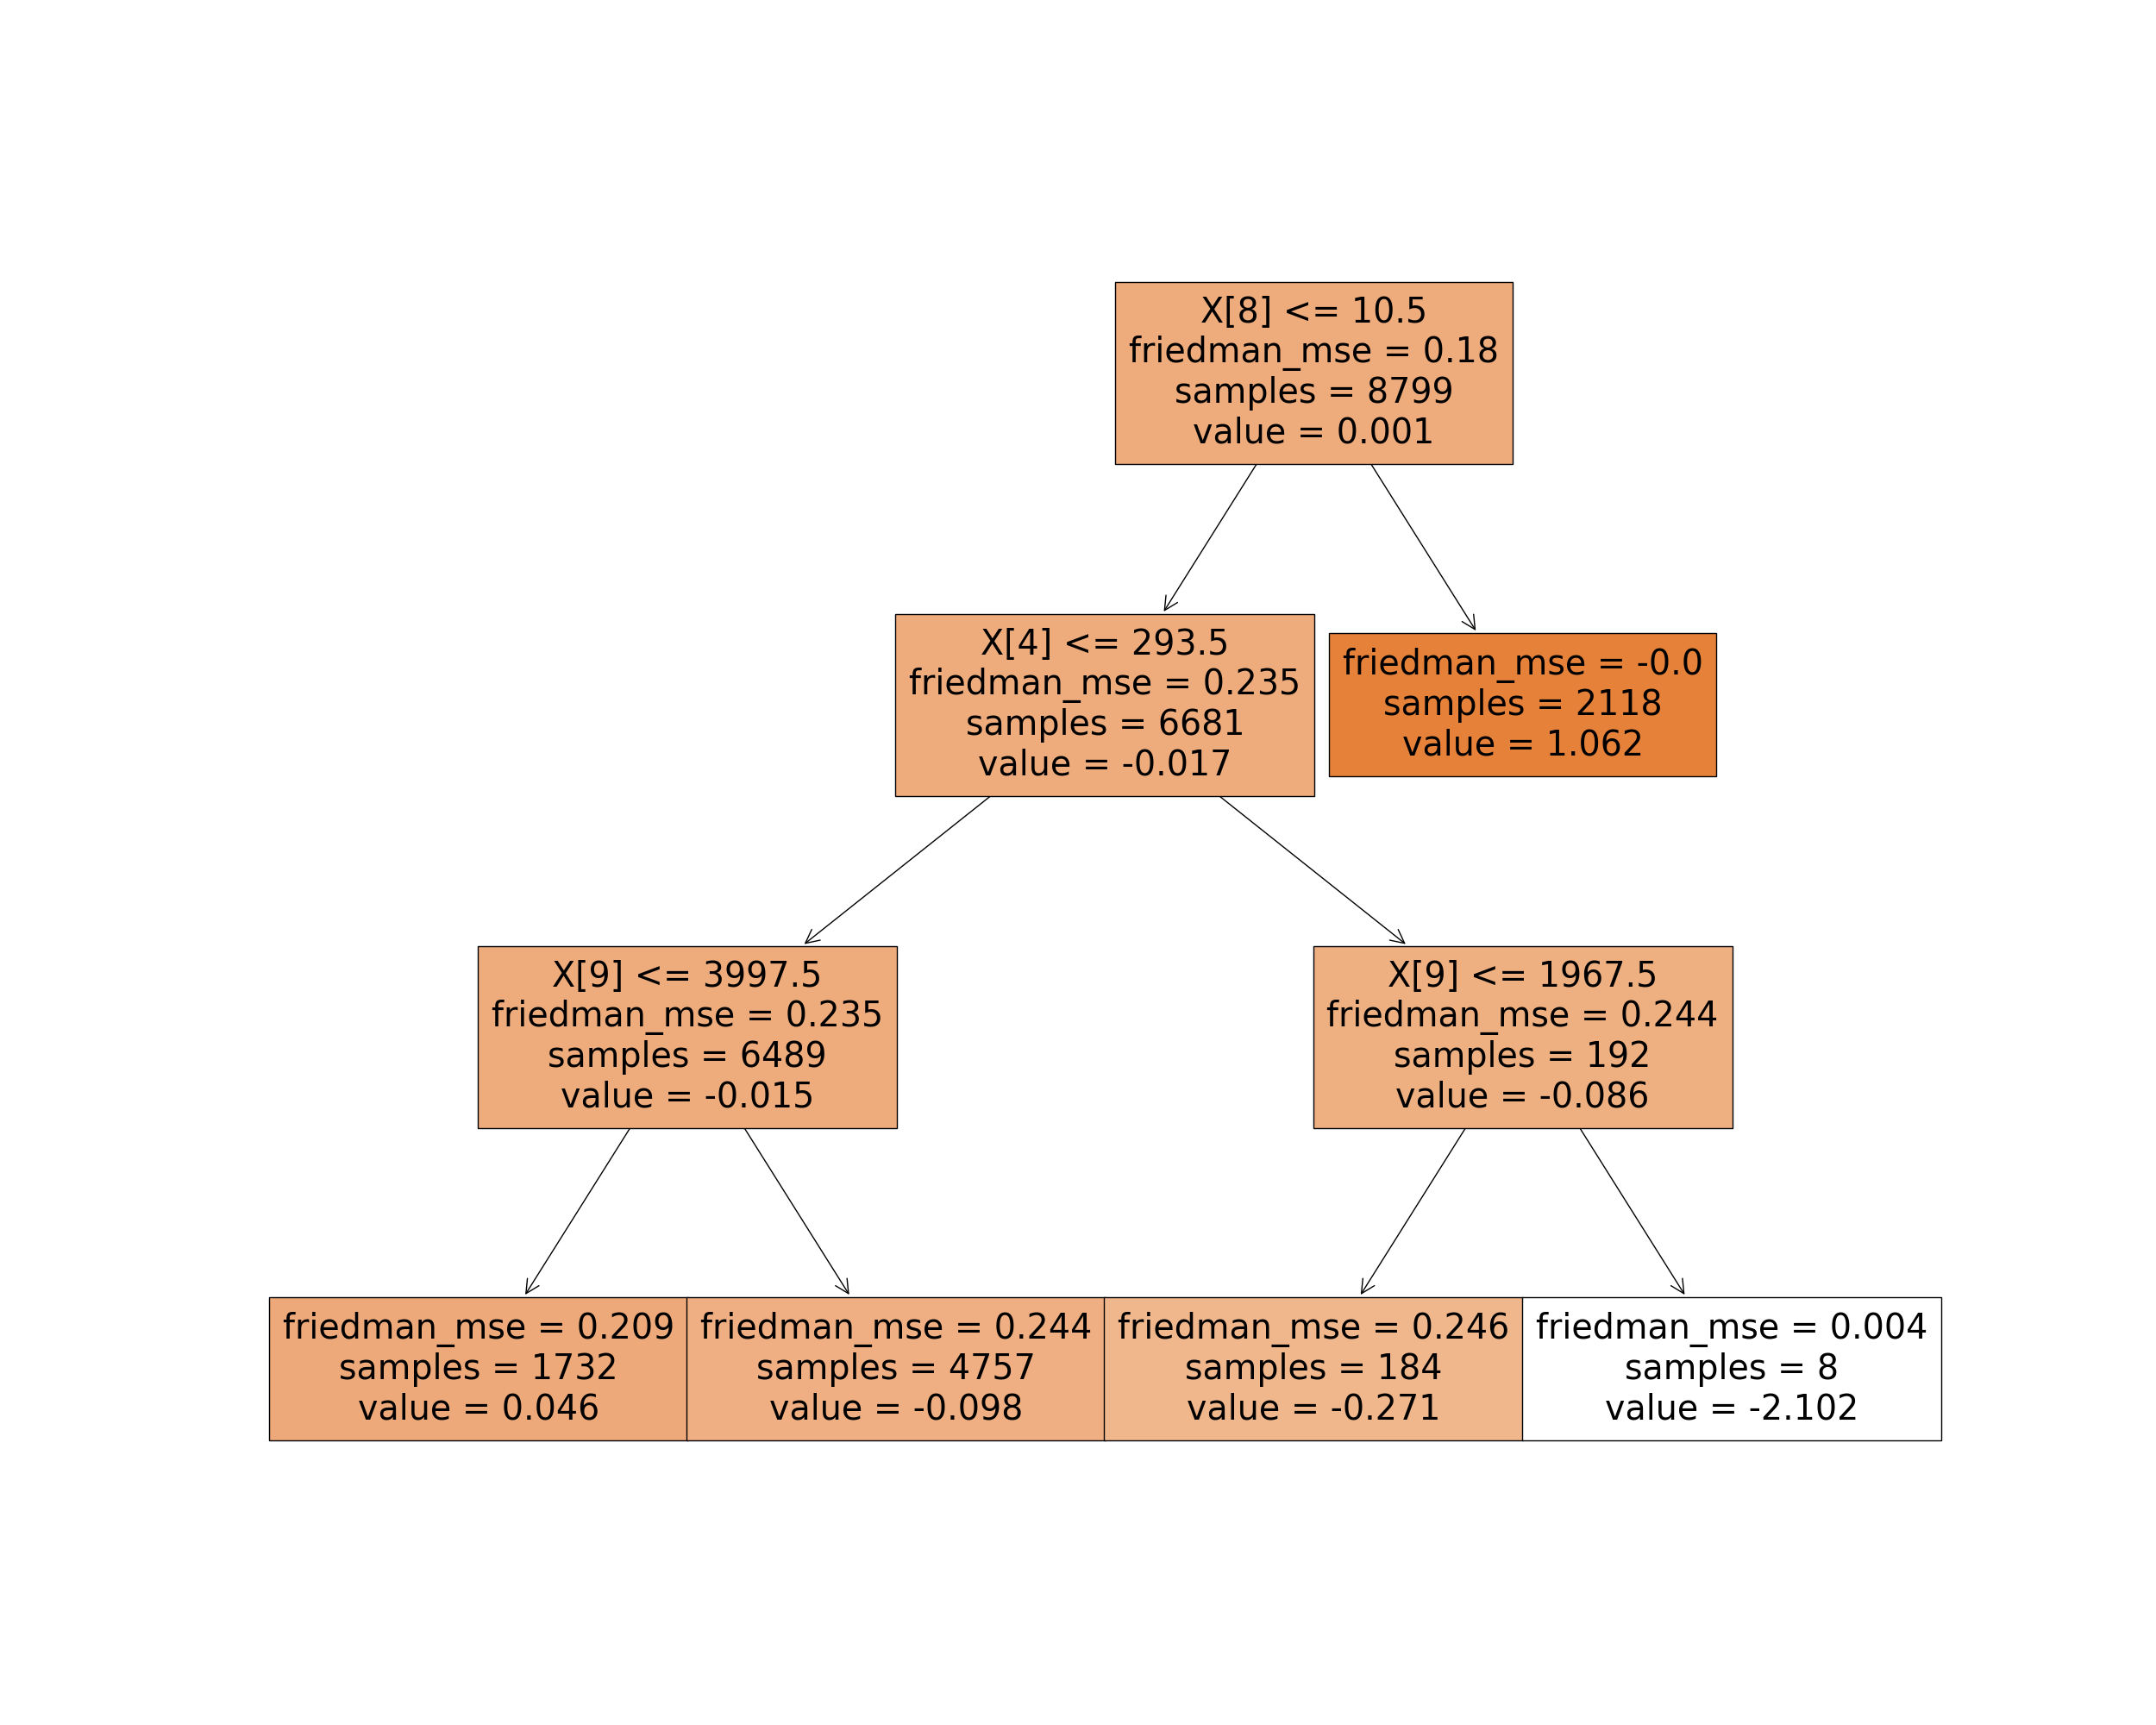 X[8] <= 10.5
friedman_mse = 0.18
samples = 8799
value = 0.001
X[4] <= 293.5
friedman_mse = 0.235
samples = 6681
value = -0.017
friedman_mse = -0.0
samples = 2118
value = 1.062
X[9] <= 3997.5
friedman_mse = 0.235
samples = 6489
value = -0.015
X[9] <= 1967.5
friedman_mse = 0.244
samples = 192
value = -0.086
friedman_mse = 0.209
samples = 1732
value = 0.046
friedman_mse = 0.244
samples = 4757
value = -0.098
friedman_mse = 0.246
samples = 184
value = -0.271
friedman_mse = 0.004
samples = 8
value = -2.102